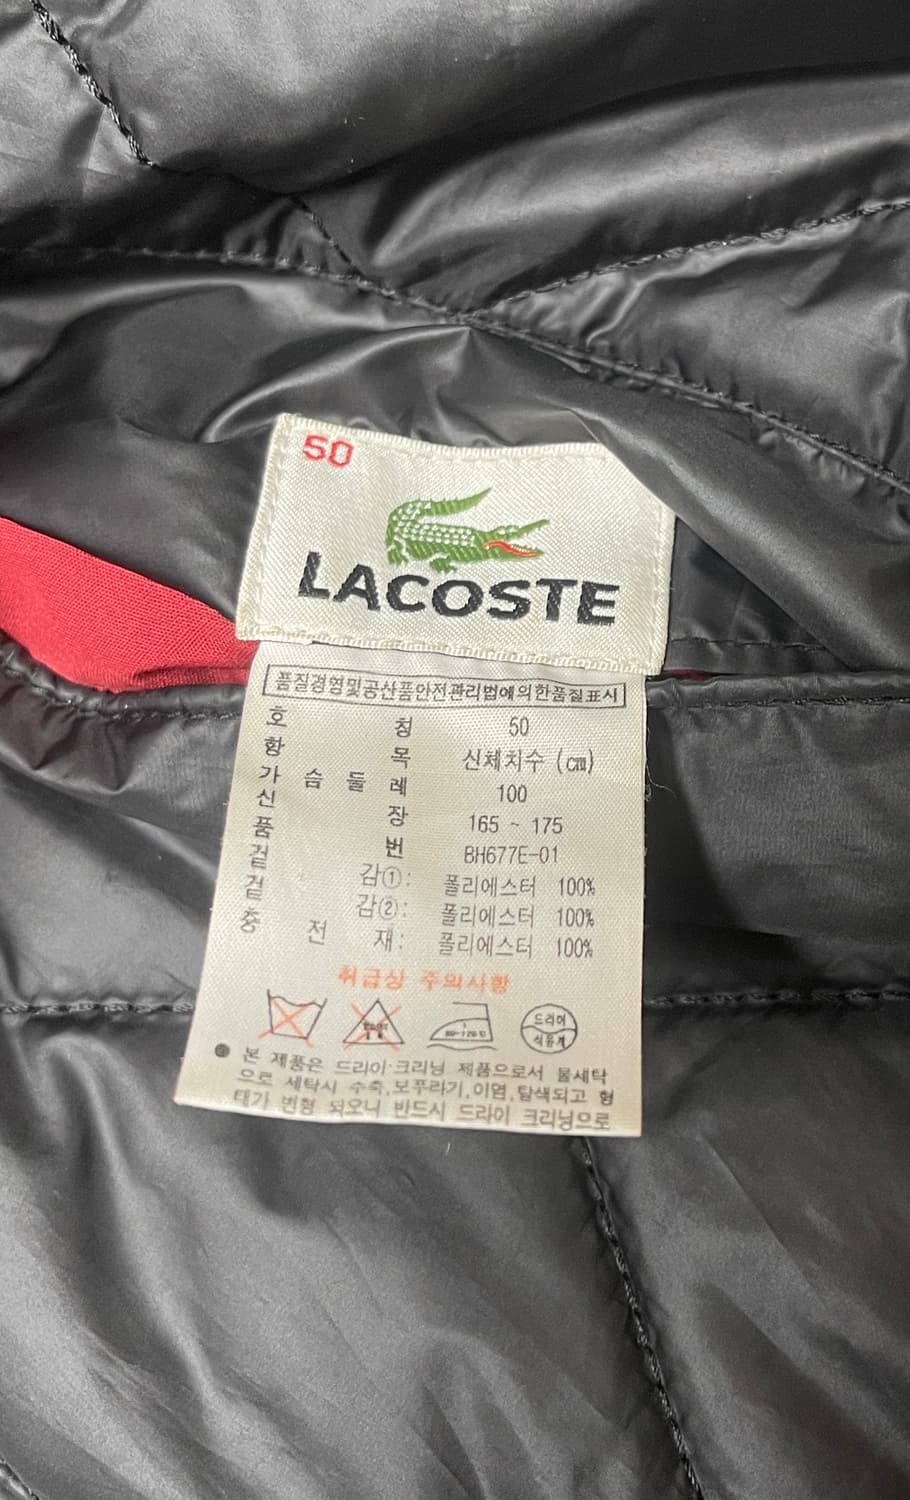 50
LACOSTE
품질경영및공산품안전관리법에의한품질표시
호 칭 50
항 목 신체치수 (㎝)
가 슴 둘 레 100
신 장 165 ~ 175
품 번 BH677E-01
겉 감①: 폴리에스터 100%
겉 감②: 폴리에스터 100%
충 전 재: 폴리에스터 100%
취급상 주의사항
드라이
석유계
● 본 제품은 드라이·크리닝 제품으로서 물세탁
으로 세탁시 수축,보푸라기,이염,탈색되고 형
태가 변형 되오니 반드시 드라이 크리닝으로